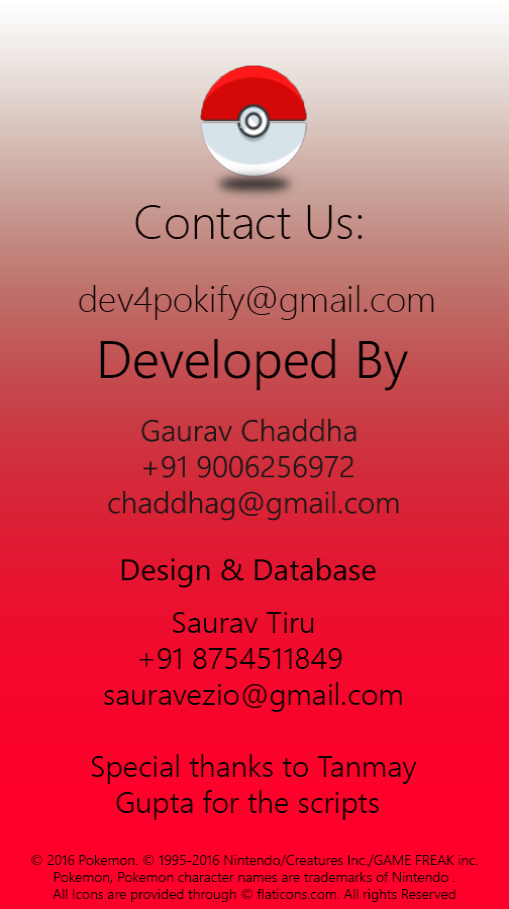 Contact Us:
dev4pokify@gmail.com
Developed By
Gaurav Chaddha
+91 9006256972
chaddhag@gmail.com
Design & Database
Saurav Tiru
+91 8754511849
sauravezio@gmail.com
Special thanks to Tanmay
Gupta for the scripts
© 2016 Pokemon. © 1995-2016 Nintendo/Creatures Inc./GAME FREAK inc.
Pokemon, Pokemon character names are trademarks of Nintendo .
All Icons are provided through © flaticons.com. All rights Reserved